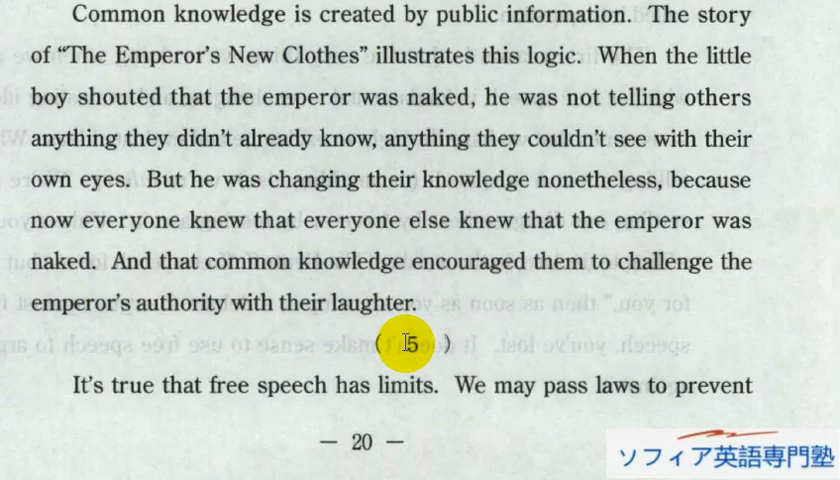 Common knowledge is created by public information. The story
of “The Emperor’s New Clothes” illustrates this logic. When the little
boy shouted that the emperor was naked, he was not telling others
anything they didn’t already know, anything they couldn’t see with their
own eyes. But he was changing their knowledge nonetheless, because
now everyone knew that everyone else knew that the emperor was
naked. And that common knowledge encouraged them to challenge the
emperor’s authority with their laughter.
( 5 )
It’s true that free speech has limits. We may pass laws to prevent
— 20 —
ソフィア英語専門塾